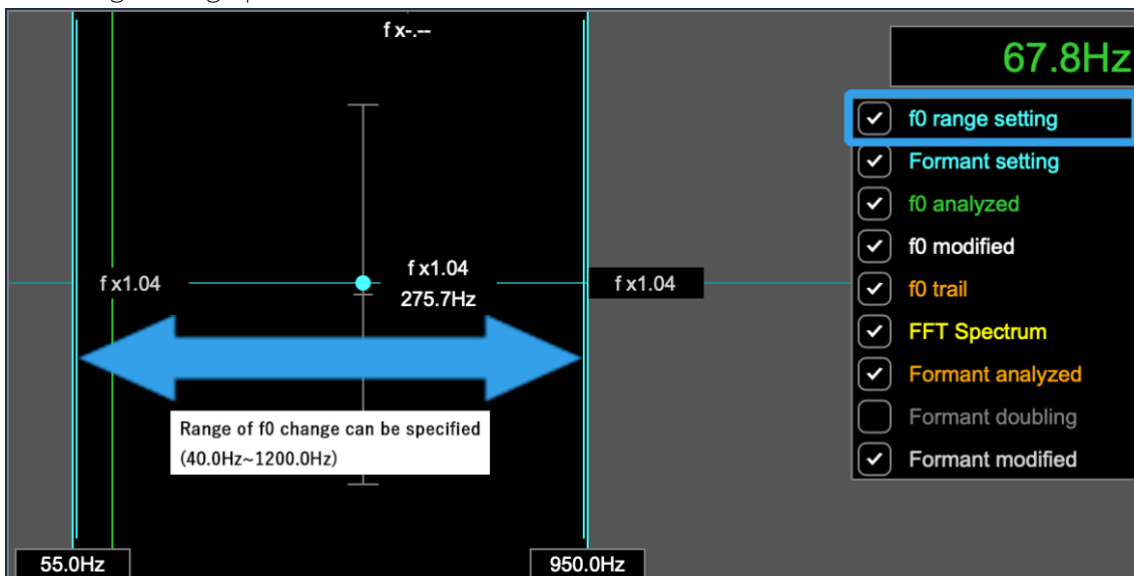 f x-.--
67.8Hz
f0 range setting
Formant setting
f0 analyzed
f0 modified
f0 trail
FFT Spectrum
Formant analyzed
Formant doubling
Formant modified
f x1.04
f x1.04
275.7Hz
f x1.04
Range of f0 change can be specified
(40.0Hz~1200.0Hz)
55.0Hz
950.0Hz